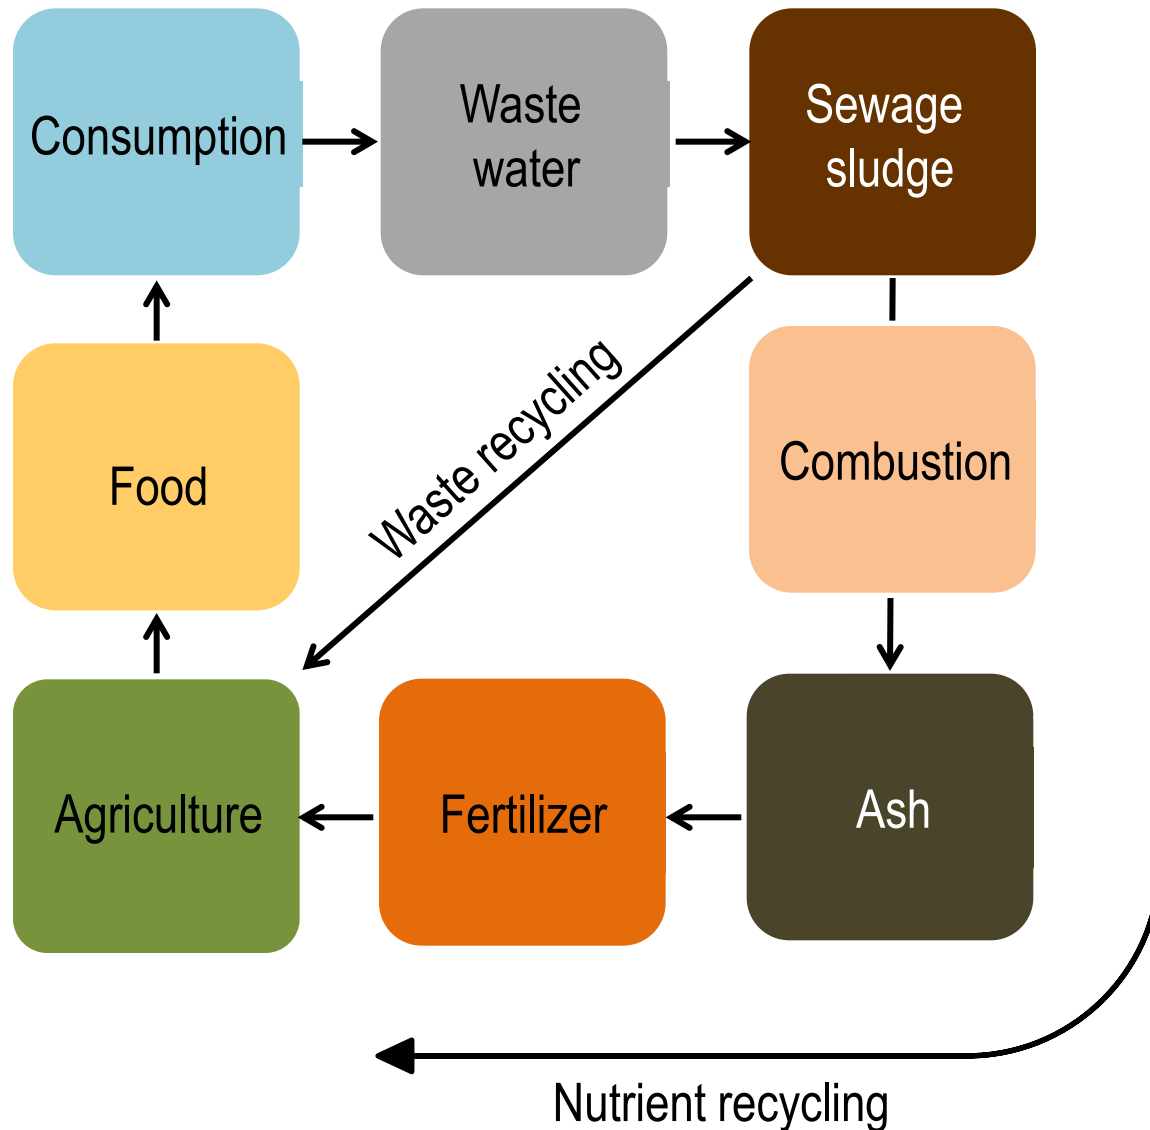 Consumption
Waste
water
Sewage
sludge
Waste recycling
Combustion
Food
Agriculture
Fertilizer
Ash
Nutrient recycling